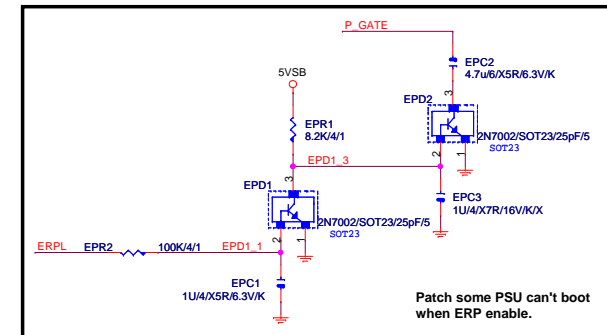 P_GATE
EPC2
4.7u/6/X5R/6.3V/K
5VSB
EPR1
8.2K/4/1
EPD2
3
2N7002/SOT23/25pF/5
SOT23
2
1
EPD1_3
EPD1
3
EPC3
1U/4/X7R/16V/K/X
2N7002/SOT23/25pF/5
SOT23
2
1
ERPL
EPR2
100K/4/1
EPD1_1
EPC1
1U/4/X5R/6.3V/K
Patch some PSU can't boot
when ERP enable.